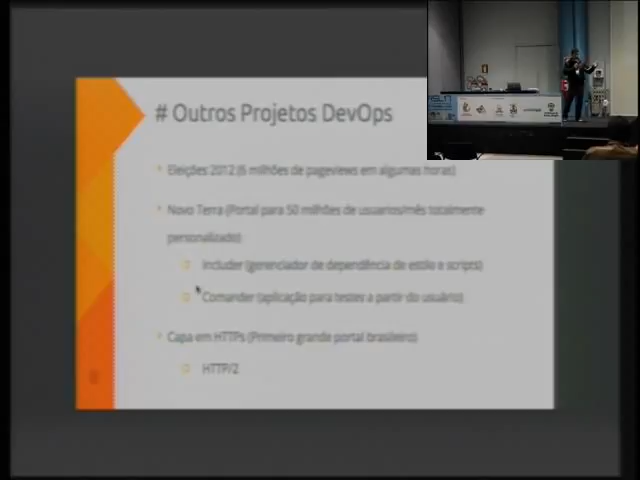 # Outros Projetos DevOps
Eleições 2012 (6 milhões de pageviews em algumas horas)
Novo Terra (Portal para 50 milhões de usuarios/mês totalmente
personalizado)
Includer (gerenciador de dependência de estilo e scripts)
Comander (aplicação para testes a partir do usuário)
Capa em HTTPs (Primeiro grande portal brasileiro)
HTTP/2